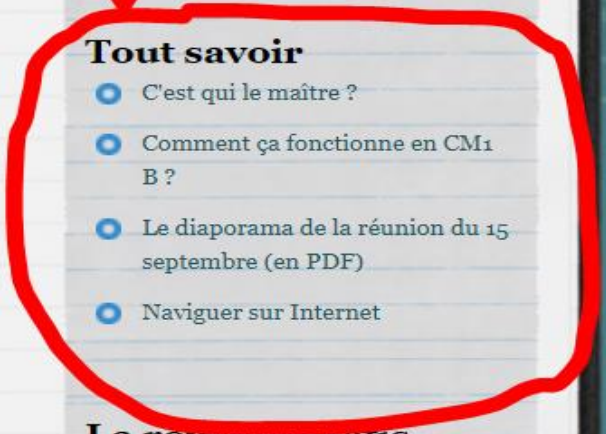 Tout savoir
C'est qui le maître ?
Comment ça fonctionne en CM1
B ?
Le diaporama de la réunion du 15
septembre (en PDF)
Naviguer sur Internet